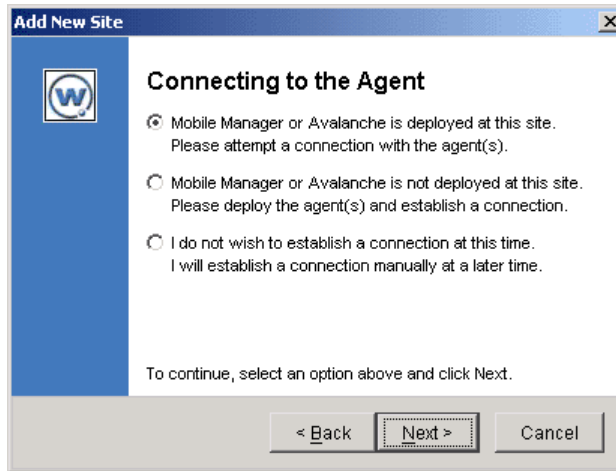 Add New Site
W
Connecting to the Agent
Mobile Manager or Avalanche is deployed at this site.
Please attempt a connection with the agent(s).
Mobile Manager or Avalanche is not deployed at this site.
Please deploy the agent(s) and establish a connection.
I do not wish to establish a connection at this time.
I will establish a connection manually at a later time.
To continue, select an option above and click Next.
< Back Next > Cancel